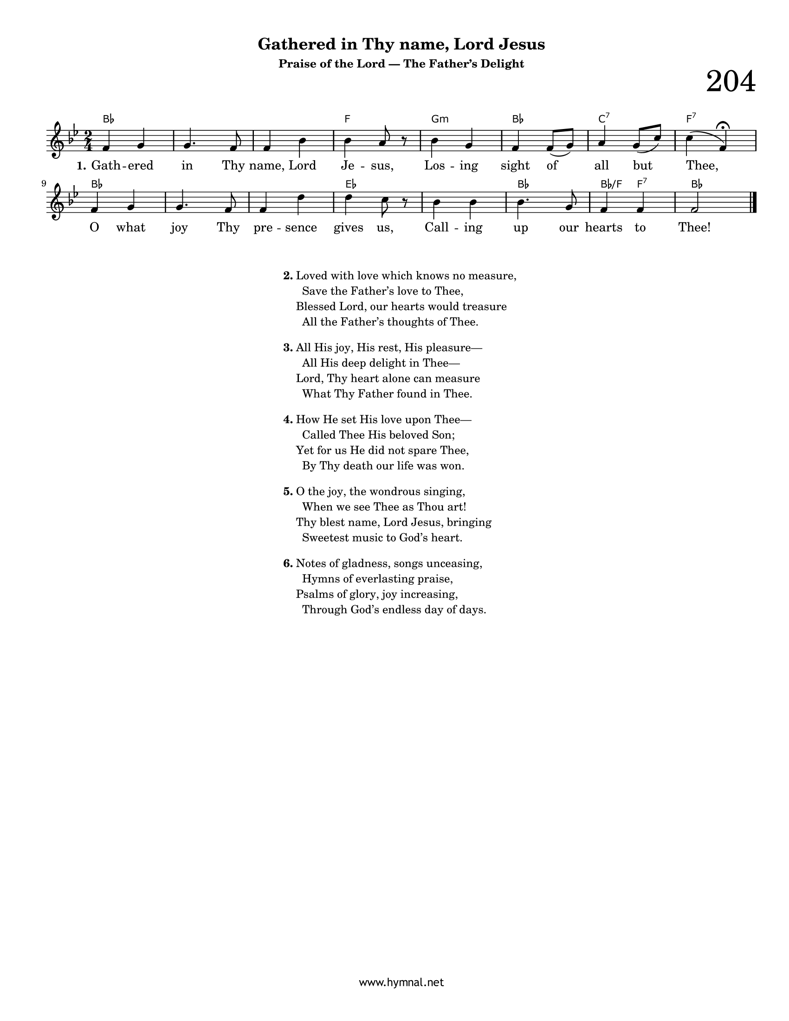 Gathered in Thy name, Lord Jesus
Praise of the Lord — The Father's Delight
204
B♭ F Gm B♭ C7 F7
1. Gath-ered in Thy name, Lord Je - sus, Los - ing sight of all but Thee,
9
B♭ E♭ B♭ B♭/F F7 B♭
O what joy Thy pre - sence gives us, Call - ing up our hearts to Thee!
2. Loved with love which knows no measure,
Save the Father's love to Thee,
Blessed Lord, our hearts would treasure
All the Father's thoughts of Thee.
3. All His joy, His rest, His pleasure—
All His deep delight in Thee—
Lord, Thy heart alone can measure
What Thy Father found in Thee.
4. How He set His love upon Thee—
Called Thee His beloved Son;
Yet for us He did not spare Thee,
By Thy death our life was won.
5. O the joy, the wondrous singing,
When we see Thee as Thou art!
Thy blest name, Lord Jesus, bringing
Sweetest music to God's heart.
6. Notes of gladness, songs unceasing,
Hymns of everlasting praise,
Psalms of glory, joy increasing,
Through God's endless day of days.
www.hymnal.net